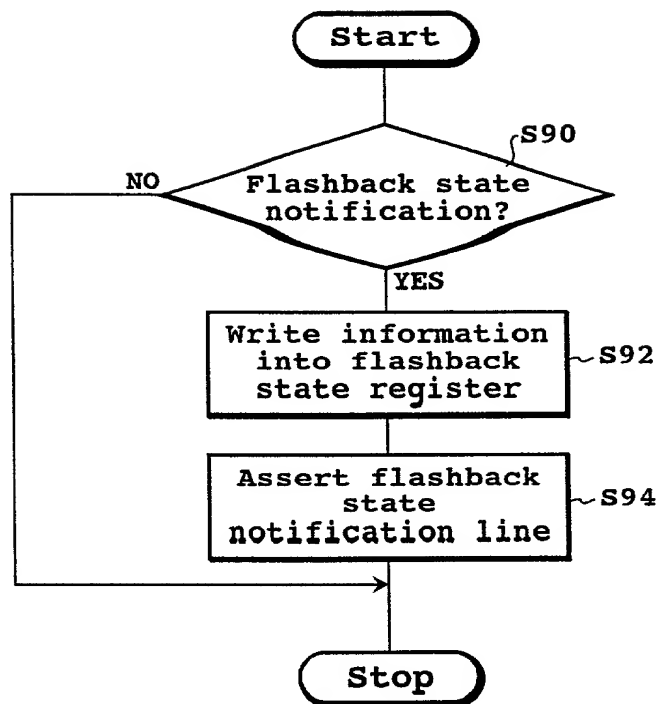 Start
S90
NO
Flashback state
notification?
YES
Write information
into flashback
state register
S92
Assert flashback
state
notification line
S94
Stop